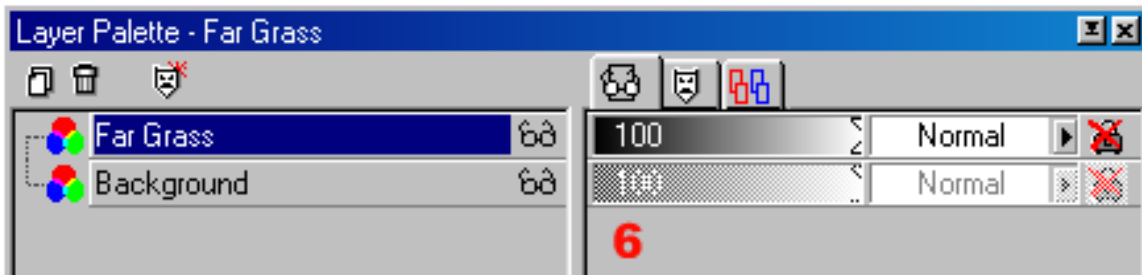 Layer Palette - Far Grass
Far Grass 100 Normal
Background 100 Normal
6